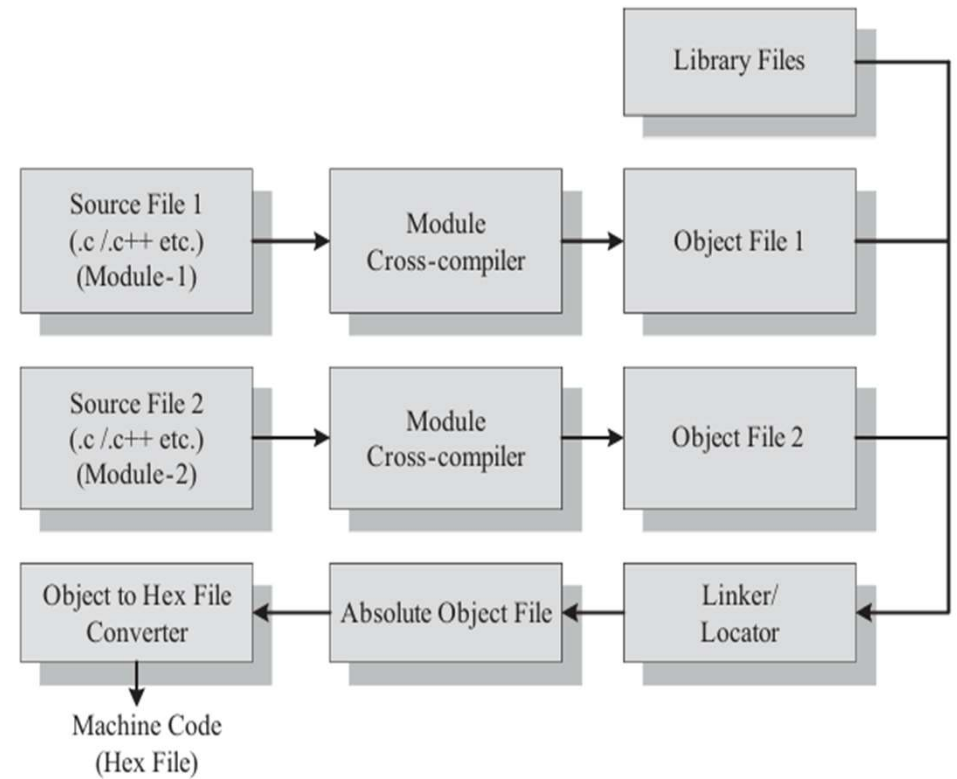 Library Files
Source File 1
(.c /.c++ etc.)
(Module-1)
Module
Cross-compiler
Object File 1
Source File 2
(.c /.c++ etc.)
(Module-2)
Module
Cross-compiler
Object File 2
Object to Hex File
Converter
Absolute Object File
Linker/
Locator
Machine Code
(Hex File)